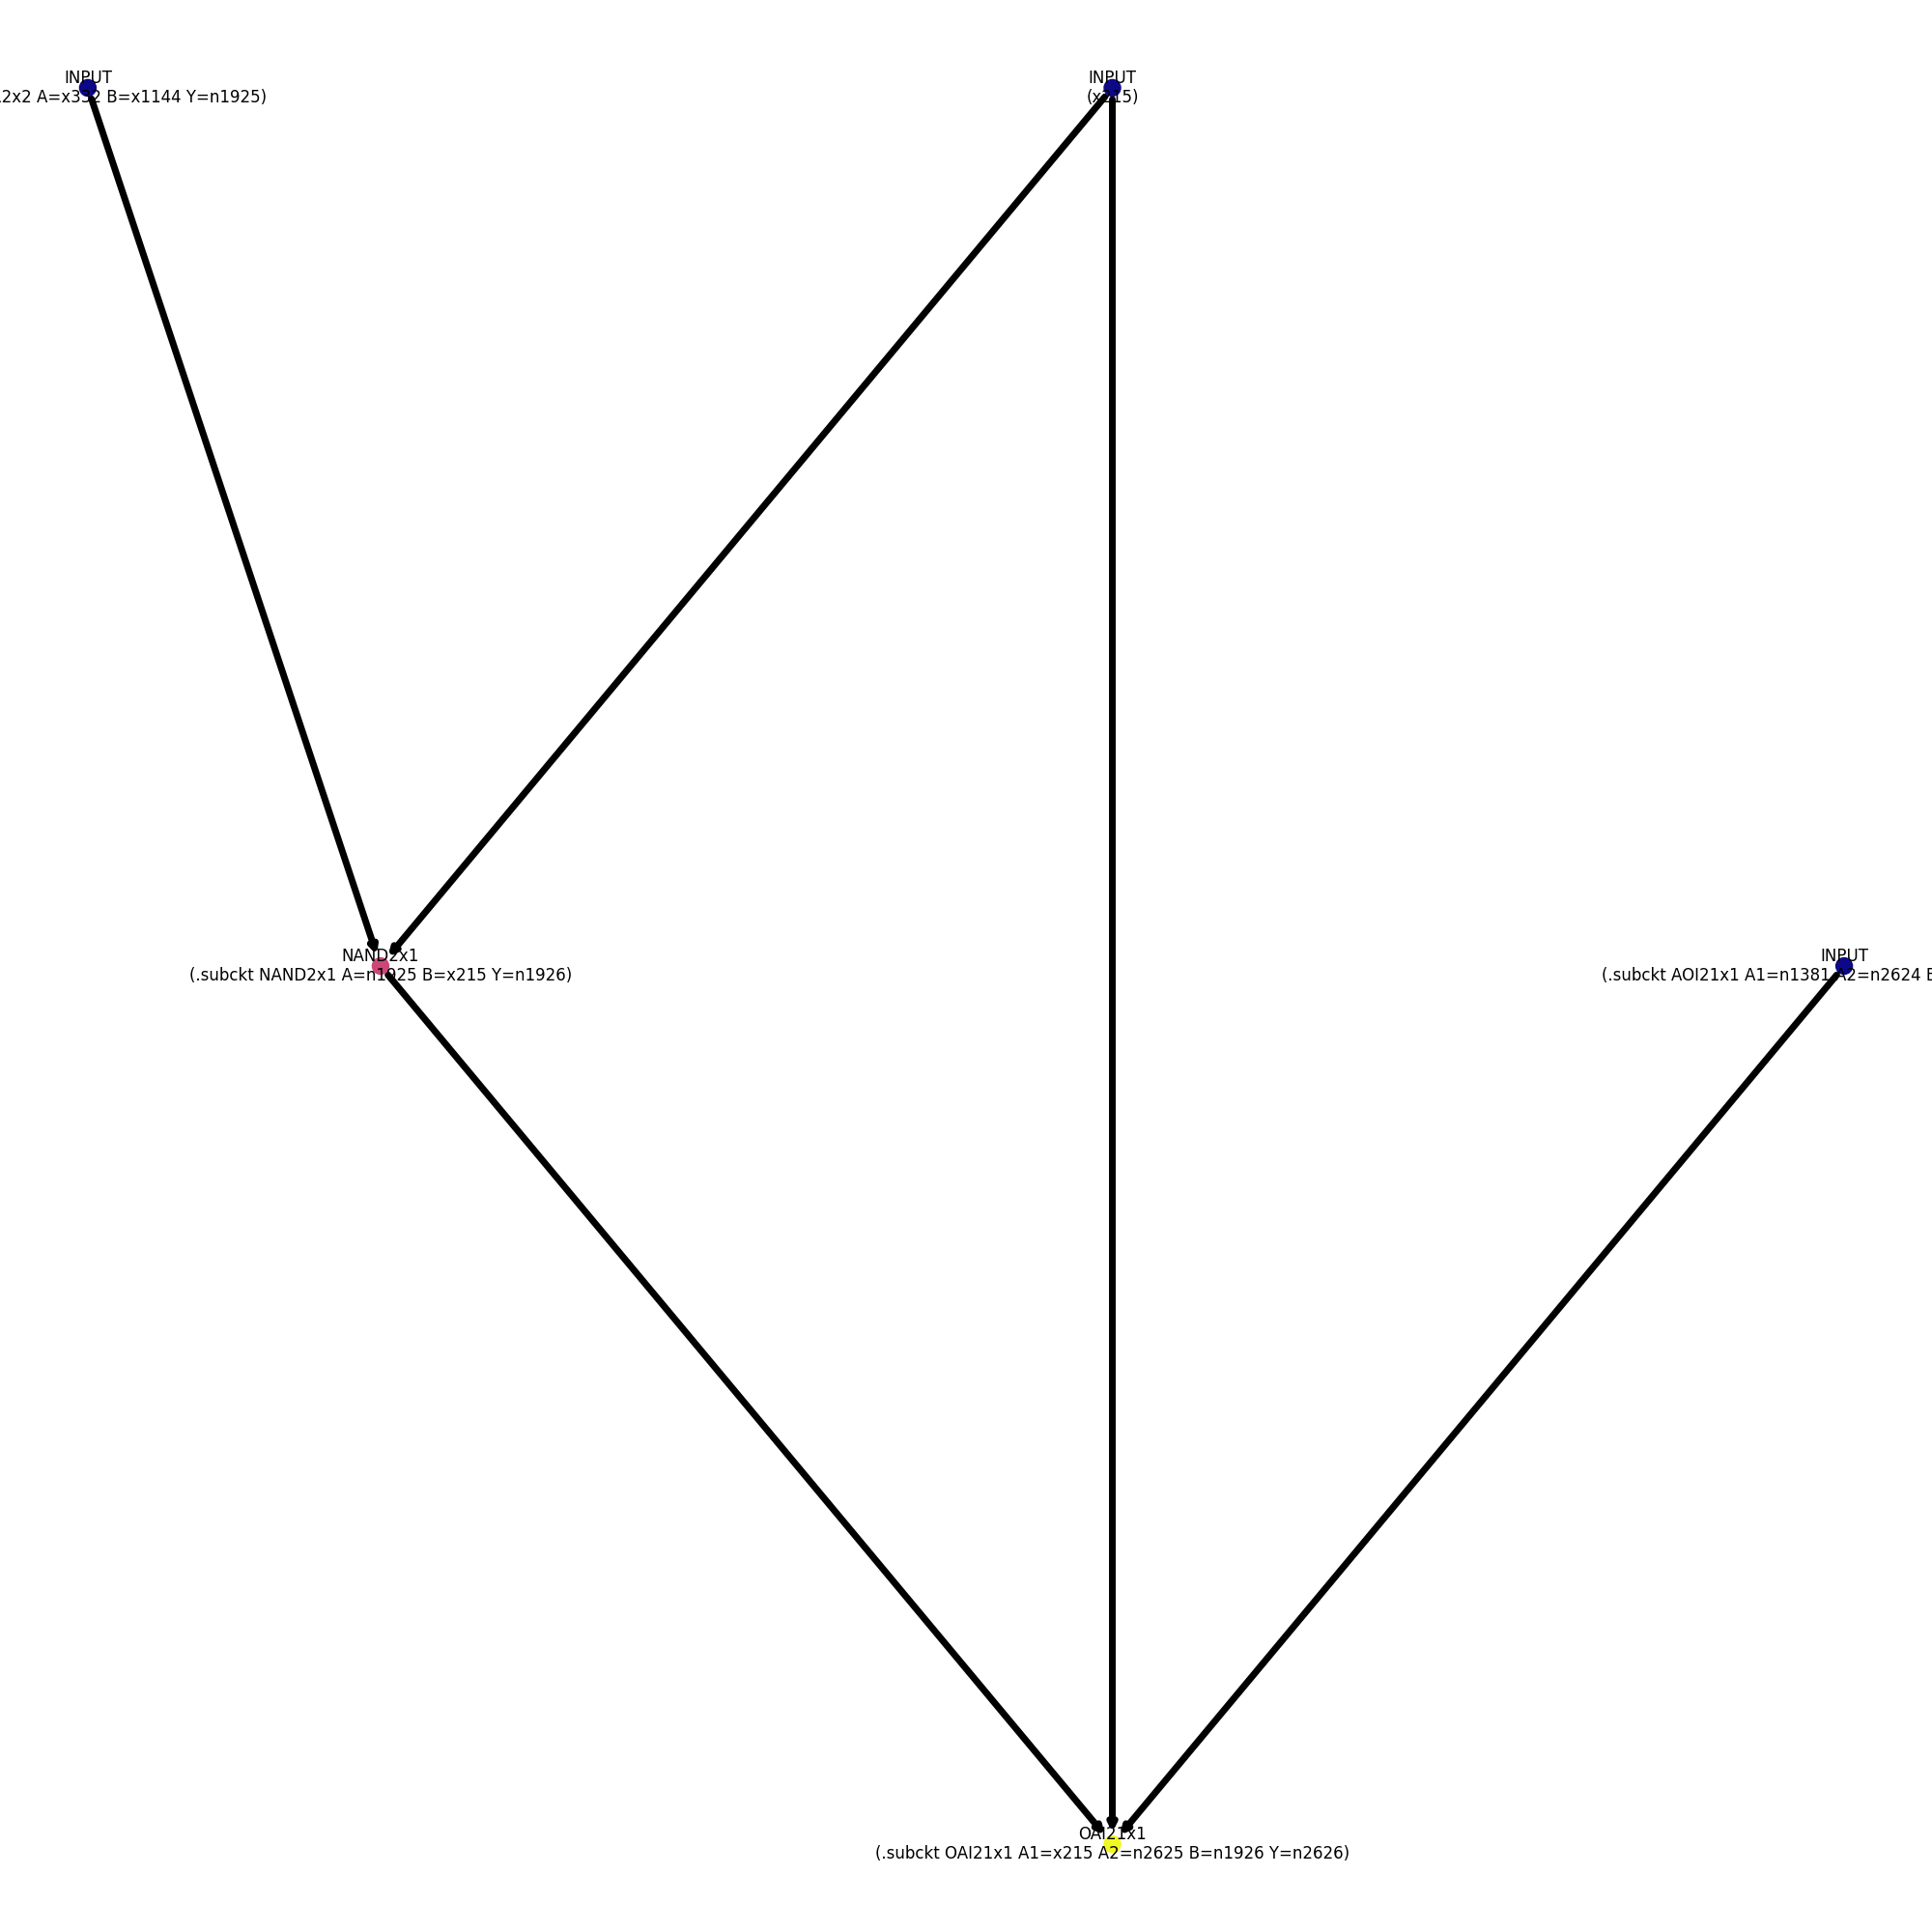 INPUT
2x2 A=x332 B=x1144 Y=n1925)
INPUT
(x215)
NAND2x1
(.subckt NAND2x1 A=n1925 B=x215 Y=n1926)
INPUT
(.subckt AOI21x1 A1=n1381 A2=n2624
OAI21x1
(.subckt OAI21x1 A1=x215 A2=n2625 B=n1926 Y=n2626)